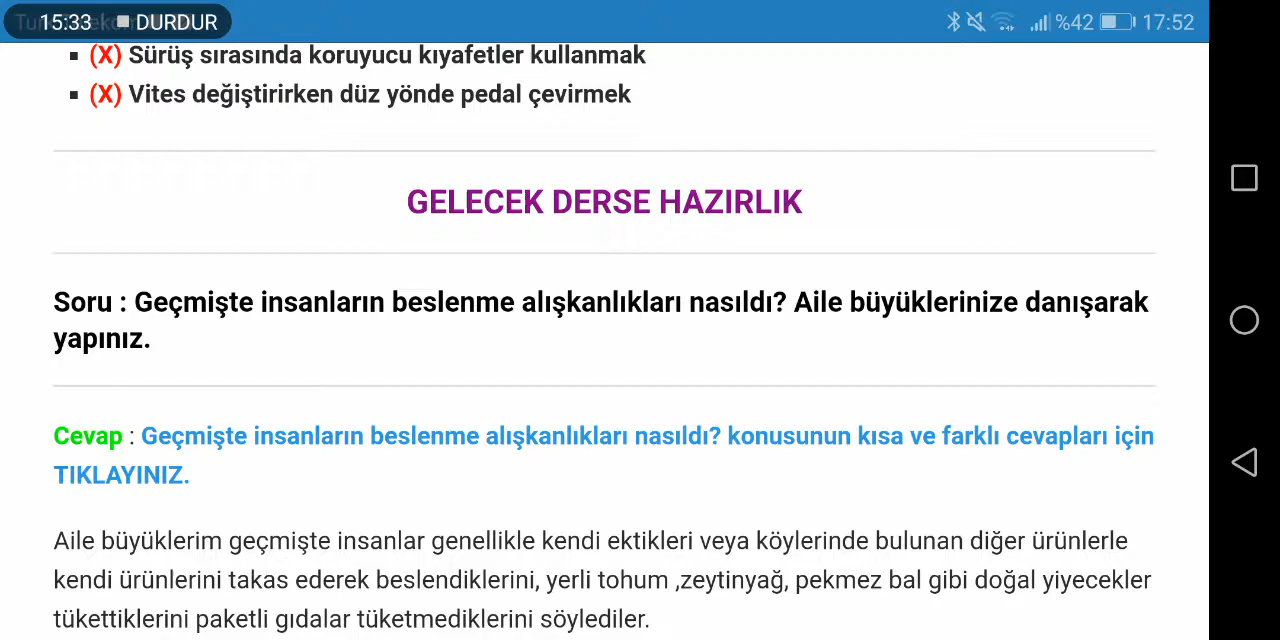 15:33 DURDUR %42 17:52
(X) Sürüş sırasında koruyucu kıyafetler kullanmak
(X) Vites değiştirirken düz yönde pedal çevirmek
GELECEK DERSE HAZIRLIK
Soru : Geçmişte insanların beslenme alışkanlıkları nasıldı? Aile büyüklerinize danışarak
yapınız.
Cevap : Geçmişte insanların beslenme alışkanlıkları nasıldı? konusunun kısa ve farklı cevapları için
TIKLAYINIZ.
Aile büyüklerim geçmişte insanlar genellikle kendi ektikleri veya köylerinde bulunan diğer ürünlerle
kendi ürünlerini takas ederek beslendiklerini, yerli tohum ,zeytinyağ, pekmez bal gibi doğal yiyecekler
tükettiklerini paketli gıdalar tüketmediklerini söylediler.